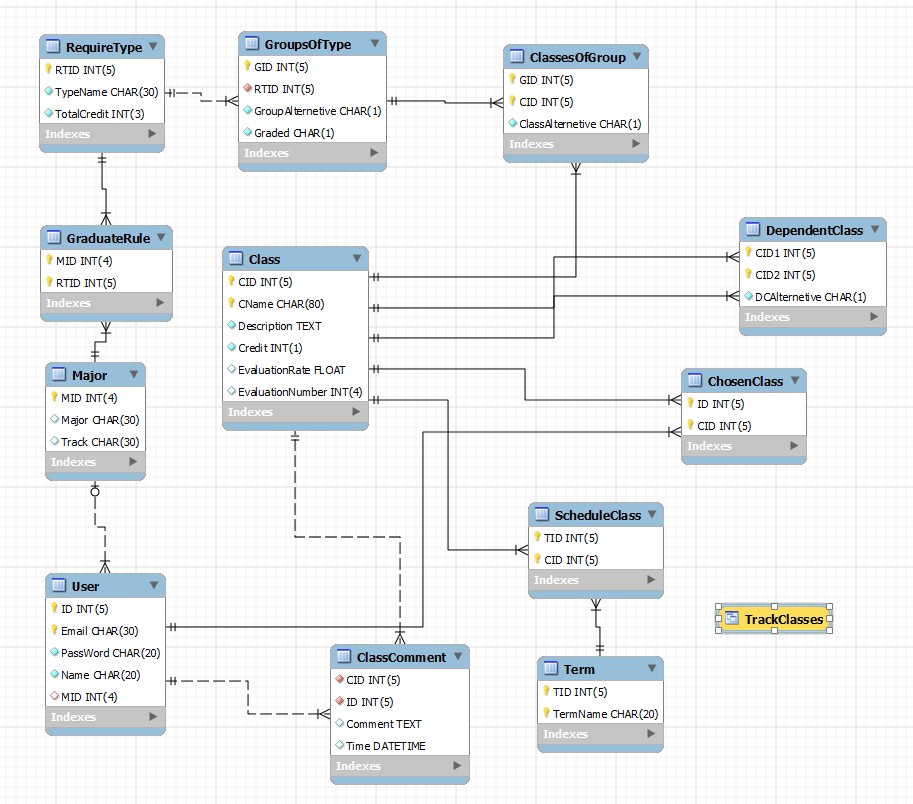 RequireType
RTID INT(5)
TypeName CHAR(30)
TotalCredit INT(3)
Indexes
GroupsOfType
GID INT(5)
RTID INT(5)
GroupAlternetive CHAR(1)
Graded CHAR(1)
Indexes
ClassesOfGroup
GID INT(5)
CID INT(5)
ClassAlternetive CHAR(1)
Indexes
GraduateRule
MID INT(4)
RTID INT(5)
Indexes
Class
CID INT(5)
CName CHAR(80)
Description TEXT
Credit INT(1)
EvaluationRate FLOAT
EvaluationNumber INT(4)
Indexes
DependentClass
CID1 INT(5)
CID2 INT(5)
DCAlternetive CHAR(1)
Indexes
Major
MID INT(4)
Major CHAR(30)
Track CHAR(30)
Indexes
ChosenClass
ID INT(5)
CID INT(5)
Indexes
ScheduleClass
TID INT(5)
CID INT(5)
Indexes
User
ID INT(5)
Email CHAR(30)
PassWord CHAR(20)
Name CHAR(20)
MID INT(4)
Indexes
TrackClasses
ClassComment
CID INT(5)
ID INT(5)
Comment TEXT
Time DATETIME
Indexes
Term
TID INT(5)
TermName CHAR(20)
Indexes